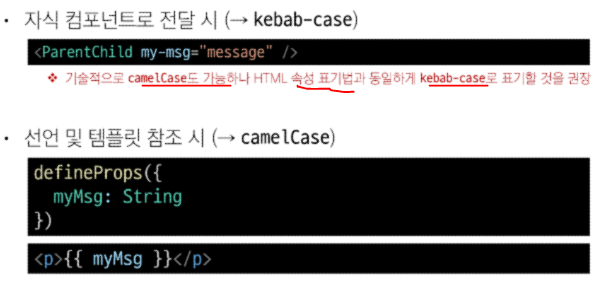 • 자식 컴포넌트로 전달 시 (→ kebab-case)
<ParentChild my-msg="message" />
❖ 기술적으로 camelCase도 가능하나 HTML 속성 표기법과 동일하게 kebab-case로 표기할 것을 권장
• 선언 및 템플릿 참조 시 (→ camelCase)
defineProps({
  myMsg: String
})
<p>{{ myMsg }}</p>